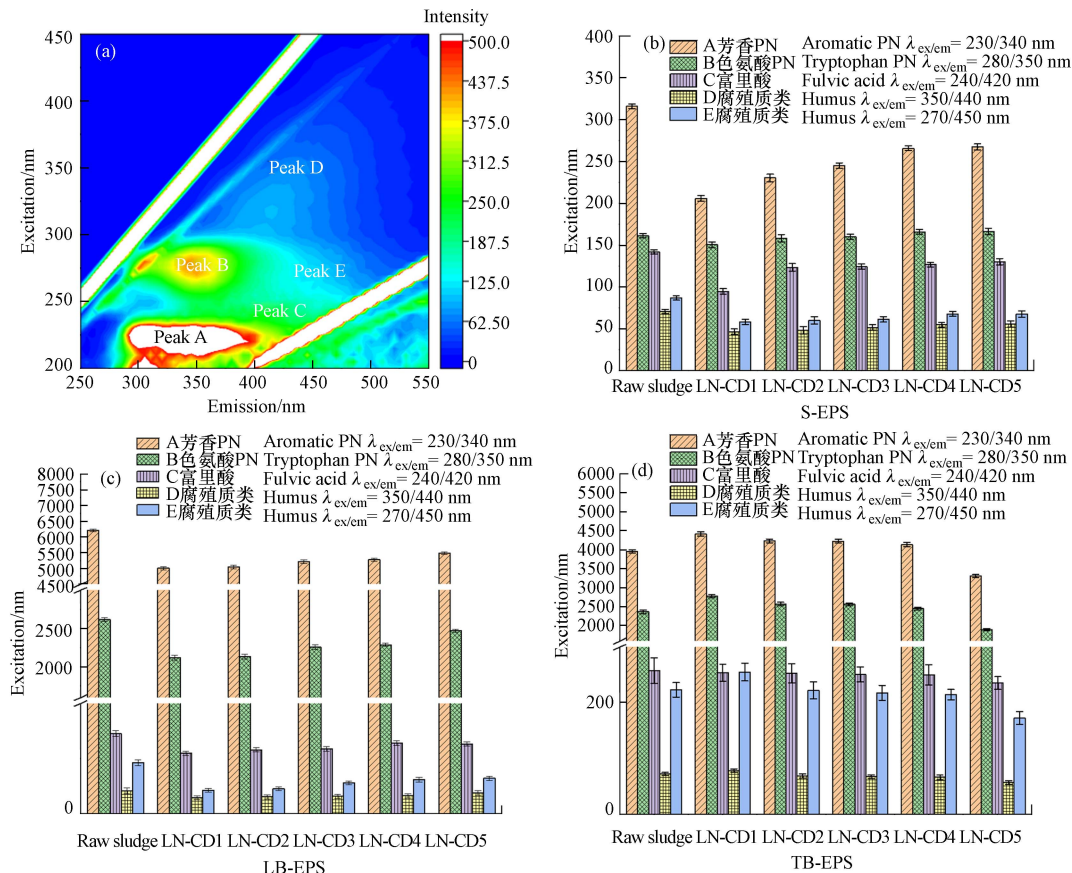 Intensity
(a)
450
400
350
300
250
200
Excitation/nm
250 300 350 400 450 500 550
Emission/nm
Peak D
Peak B
Peak E
Peak C
Peak A
500.0
437.5
375.0
312.5
250.0
187.5
125.0
62.50
0
(b)
A芳香PN Aromatic PN λex/em= 230/340 nm
B色氨酸PN Tryptophan PN λex/em= 280/350 nm
C富里酸 Fulvic acid λex/em= 240/420 nm
D腐殖质类 Humus λex/em= 350/440 nm
E腐殖质类 Humus λex/em= 270/450 nm
400
350
300
250
200
150
100
50
0
Excitation/nm
Raw sludge LN-CD1 LN-CD2 LN-CD3 LN-CD4 LN-CD5
S-EPS
(c)
A芳香PN Aromatic PN λex/em= 230/340 nm
B色氨酸PN Tryptophan PN λex/em= 280/350 nm
C富里酸 Fulvic acid λex/em= 240/420 nm
D腐殖质类 Humus λex/em= 350/440 nm
E腐殖质类 Humus λex/em= 270/450 nm
8000
7500
7000
6500
6000
5500
5000
4500
4500
2500
2000
0
Excitation/nm
Raw sludge LN-CD1 LN-CD2 LN-CD3 LN-CD4 LN-CD5
LB-EPS
(d)
A芳香PN Aromatic PN λex/em= 230/340 nm
B色氨酸PN Tryptophan PN λex/em= 280/350 nm
C富里酸 Fulvic acid λex/em= 240/420 nm
D腐殖质类 Humus λex/em= 350/440 nm
E腐殖质类 Humus λex/em= 270/450 nm
6000
5500
5000
4500
4000
3500
3000
2500
2000
200
0
Excitation/nm
Raw sludge LN-CD1 LN-CD2 LN-CD3 LN-CD4 LN-CD5
TB-EPS